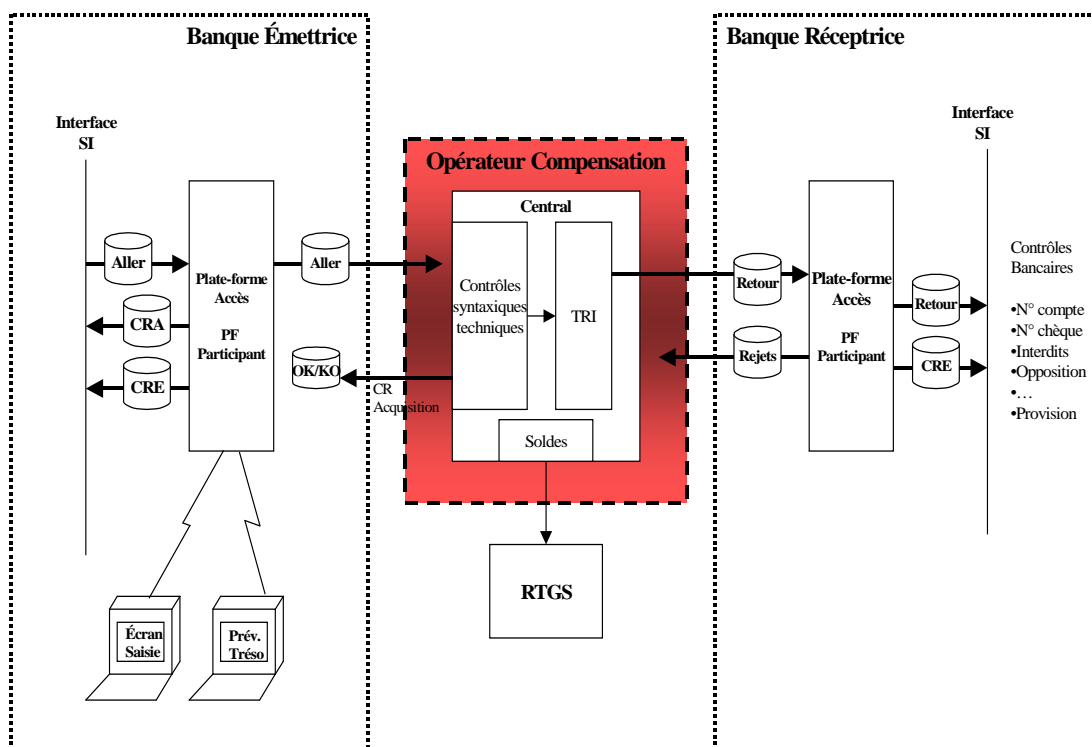 Banque Émettrice
Interface
SI
Aller
CRA
CRE
Plate-forme
Accès
PF
Participant
Aller
OK/KO
CR
Acquisition
Écran
Saisie
Prév.
Tréso
Opérateur Compensation
Central
Contrôles
syntaxiques
techniques
TRI
Soldes
RTGS
Banque Réceptrice
Retour
Rejets
Plate-forme
Accès
PF
Participant
Retour
CRE
Interface
SI
Contrôles
Bancaires
•N° compte
•N° chèque
•Interdits
•Opposition
•…
•Provision